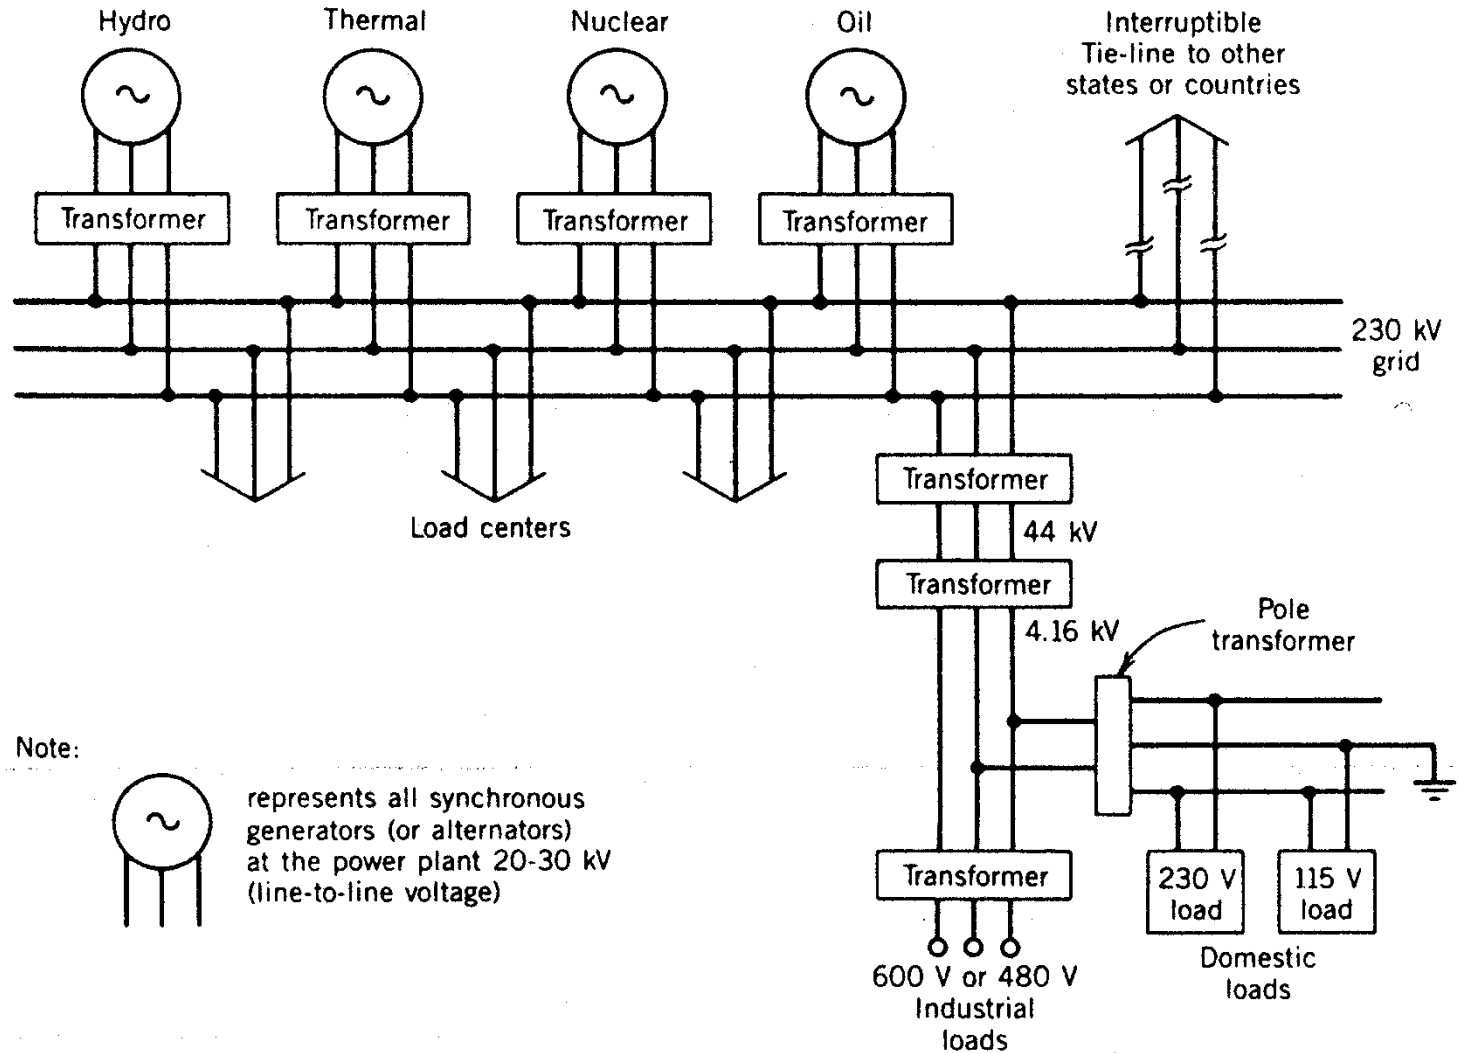 Hydro
Thermal
Nuclear
Oil
Interruptible
Tie-line to other
states or countries
Transformer
Transformer
Transformer
Transformer
230 kV
grid
Load centers
Transformer
44 kV
Transformer
4.16 kV
Pole
transformer
Note:
represents all synchronous
generators (or alternators)
at the power plant 20-30 kV
(line-to-line voltage)
Transformer
230 V
load
115 V
load
600 V or 480 V
Industrial
loads
Domestic
loads